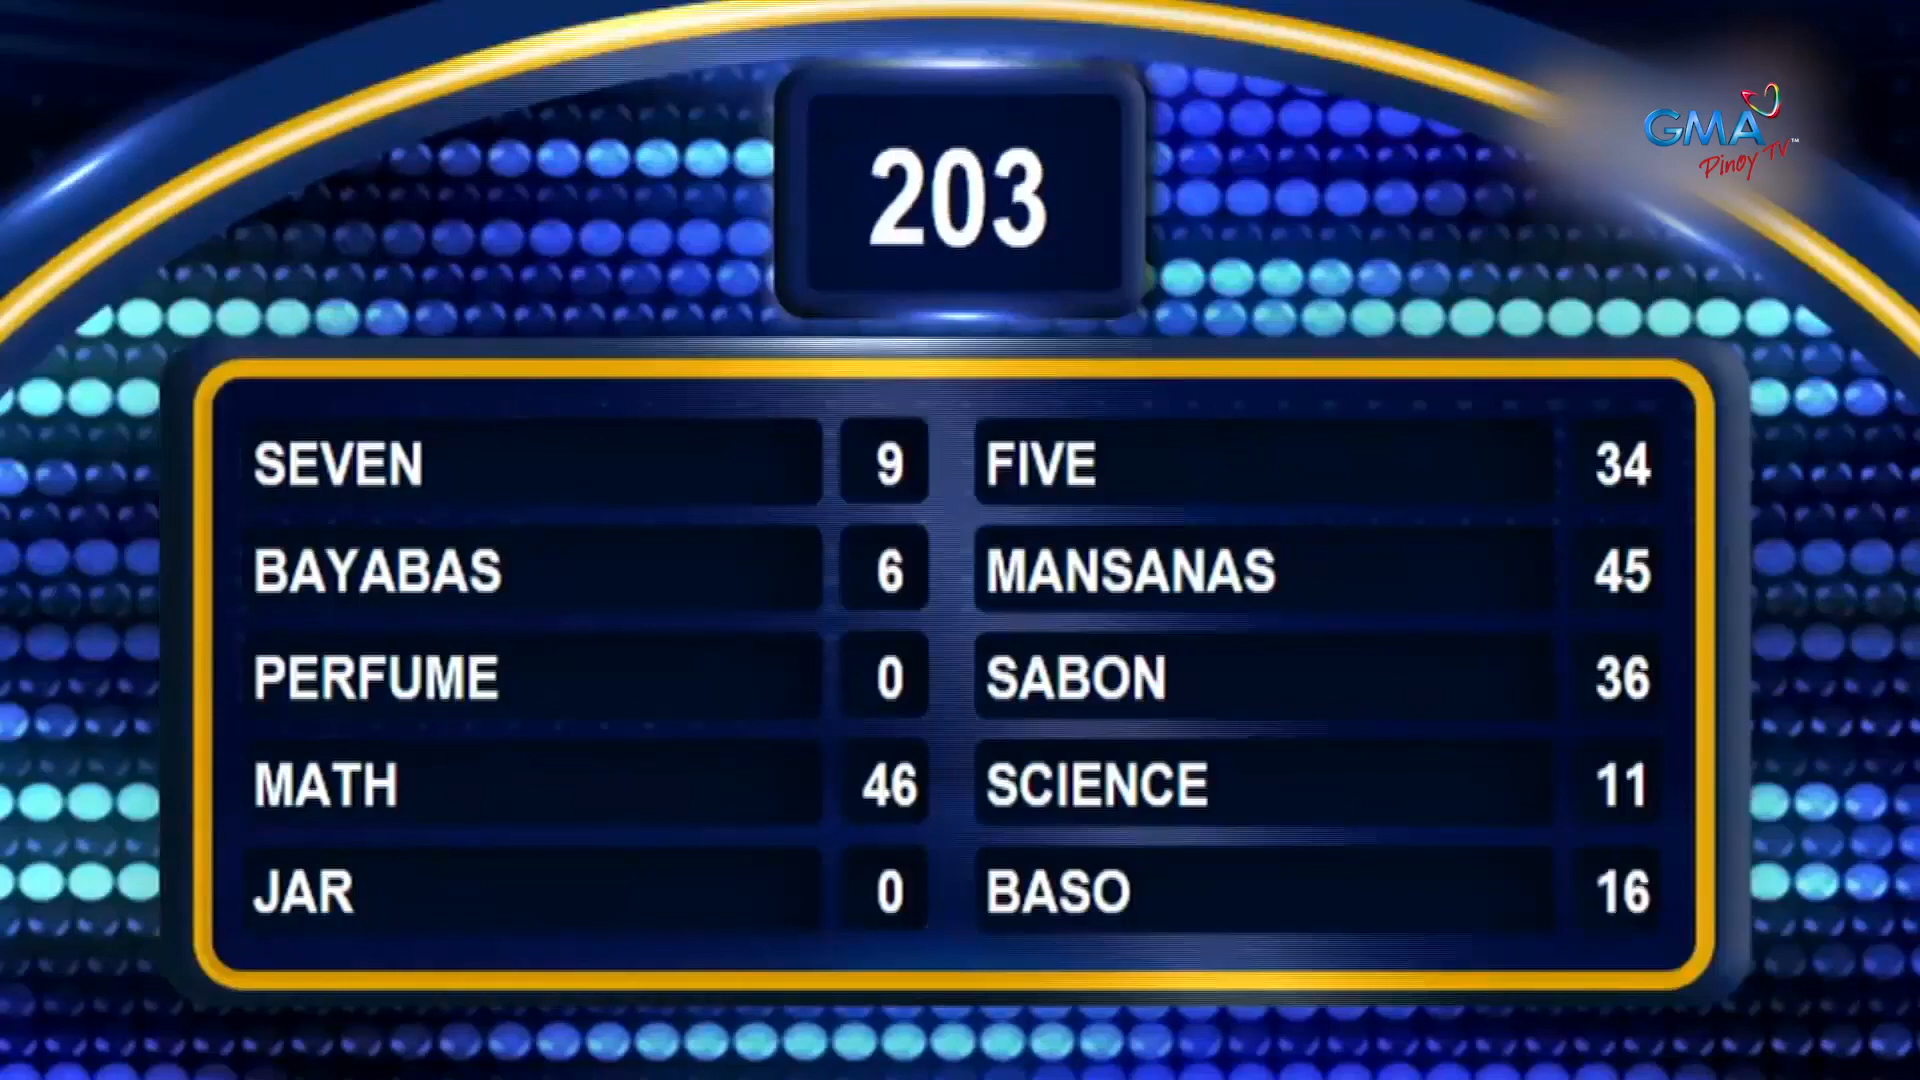 203
GMA
Pinoy TV™
SEVEN 9 FIVE 34
BAYABAS 6 MANSANAS 45
PERFUME 0 SABON 36
MATH 46 SCIENCE 11
JAR 0 BASO 16